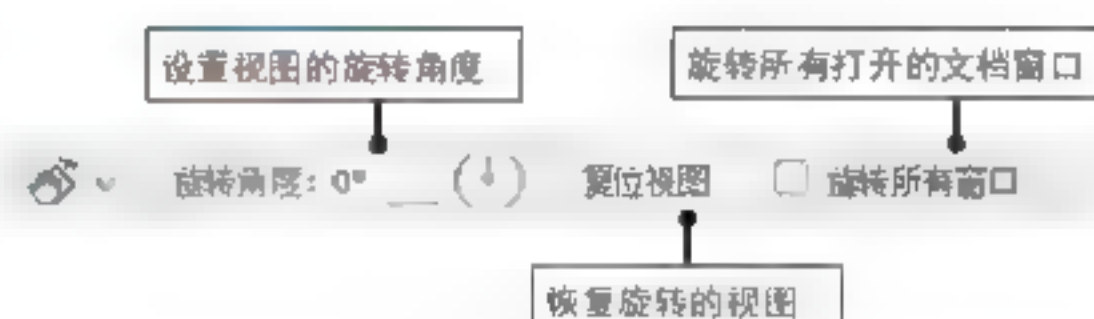 设置视图的旋转角度
旋转所有打开的文档窗口
旋转角度: 0°
复位视图
旋转所有窗口
恢复旋转的视图